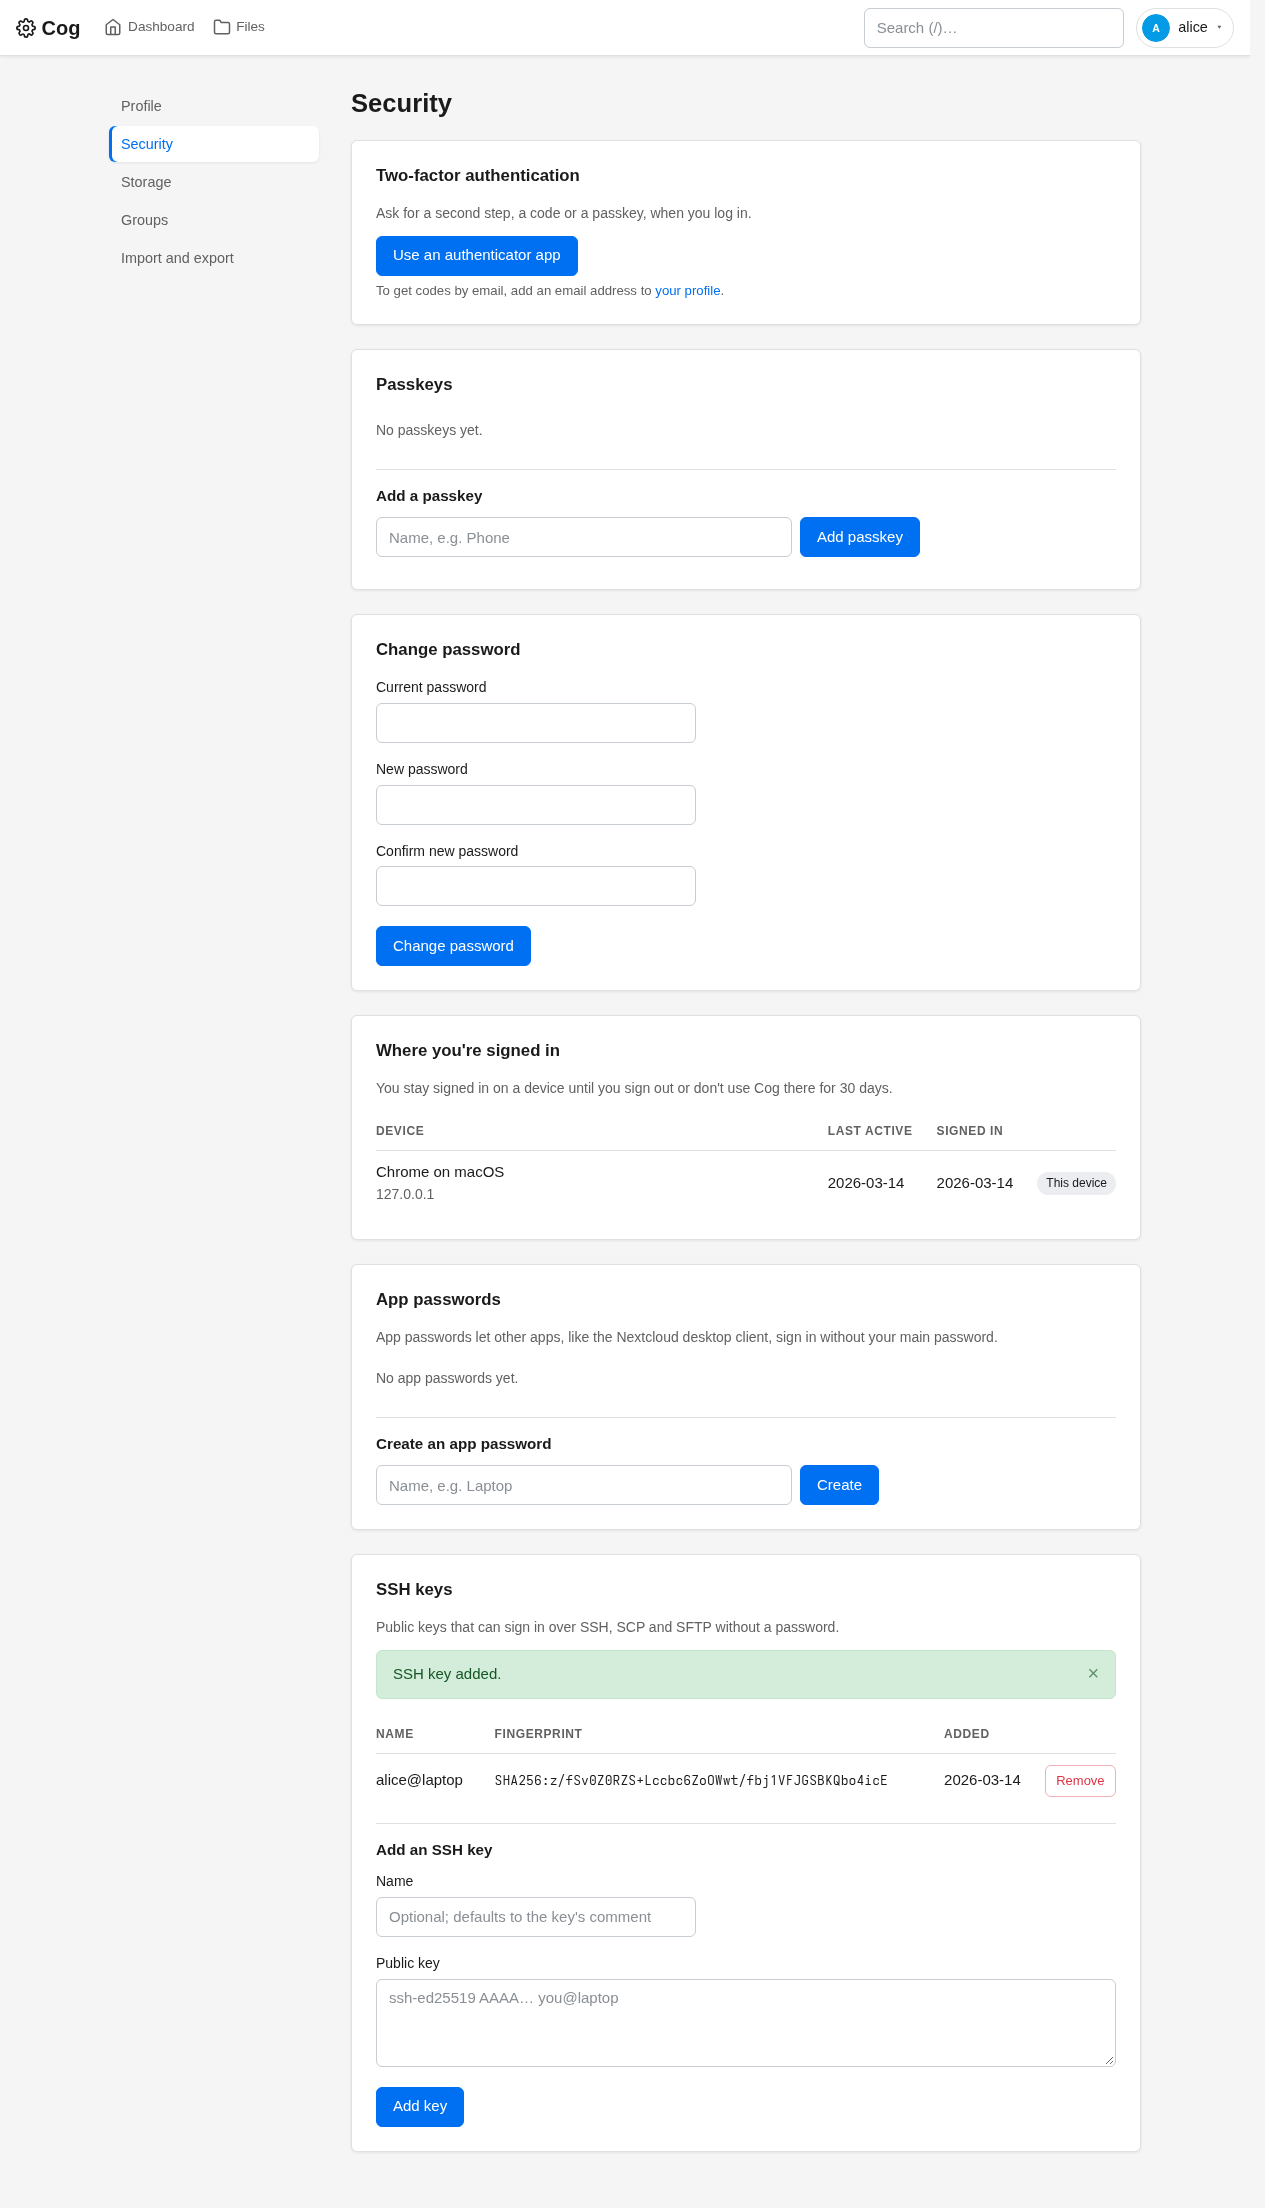 Cog
Dashboard
Files
Search (/)…
A
alice
Profile
Security
Storage
Groups
Import and export
Security
Two-factor authentication
Ask for a second step, a code or a passkey, when you log in.
Use an authenticator app
To get codes by email, add an email address to your profile.
Passkeys
No passkeys yet.
Add a passkey
Name, e.g. Phone
Add passkey
Change password
Current password
New password
Confirm new password
Change password
Where you're signed in
You stay signed in on a device until you sign out or don't use Cog there for 30 days.
DEVICE LAST ACTIVE SIGNED IN
Chrome on macOS
127.0.0.1
2026-03-14 2026-03-14 This device
App passwords
App passwords let other apps, like the Nextcloud desktop client, sign in without your main password.
No app passwords yet.
Create an app password
Name, e.g. Laptop
Create
SSH keys
Public keys that can sign in over SSH, SCP and SFTP without a password.
SSH key added. ×
NAME FINGERPRINT ADDED
alice@laptop SHA256:z/fSv0Z0RZS+Lccbc6ZoOWwt/fbj1VFJGSBKQbo4icE 2026-03-14 Remove
Add an SSH key
Name
Optional; defaults to the key's comment
Public key
ssh-ed25519 AAAA… you@laptop
Add key